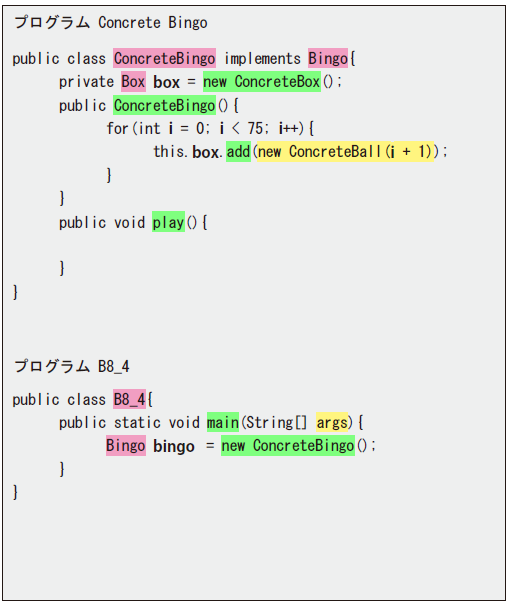 プログラム Concrete Bingo
public class ConcreteBingo implements Bingo{
private Box box = new ConcreteBox();
public ConcreteBingo(){
for(int i = 0; i < 75; i++){
this.box.add(new ConcreteBall(i + 1));
}
}
public void play(){
}
}
プログラム B8_4
public class B8_4{
public static void main(String[] args){
Bingo bingo = new ConcreteBingo();
}
}